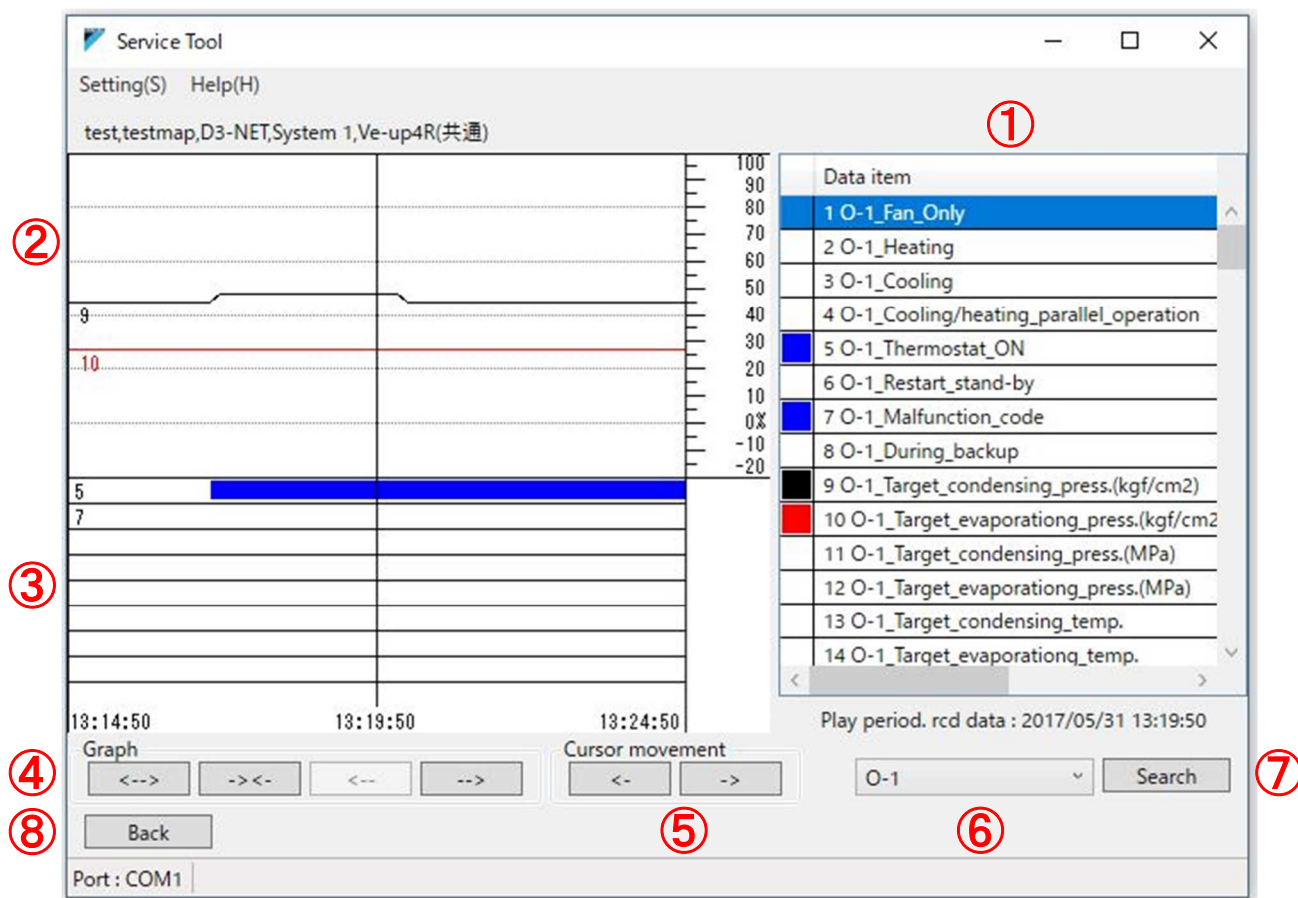 Service Tool
Setting(S) Help(H)
test,testmap,D3-NET,System 1,Ve-up4R(共通)
①
②
100
90
80
70
60
50
40
30
20
10
0%
-10
-20
9
10
5
7
③
13:14:50 13:19:50 13:24:50
Data item
1 O-1_Fan_Only
2 O-1_Heating
3 O-1_Cooling
4 O-1_Cooling/heating_parallel_operation
5 O-1_Thermostat_ON
6 O-1_Restart_stand-by
7 O-1_Malfunction_code
8 O-1_During_backup
9 O-1_Target_condensing_press.(kgf/cm2)
10 O-1_Target_evaporationg_press.(kgf/cm2
11 O-1_Target_condensing_press.(MPa)
12 O-1_Target_evaporationg_press.(MPa)
13 O-1_Target_condensing_temp.
14 O-1_Target_evaporationg_temp.
Play period. rcd data : 2017/05/31 13:19:50
Graph Cursor movement
④ <--> -><- <-- --> <- -> O-1 Search ⑦
⑧ Back ⑤ ⑥
Port : COM1